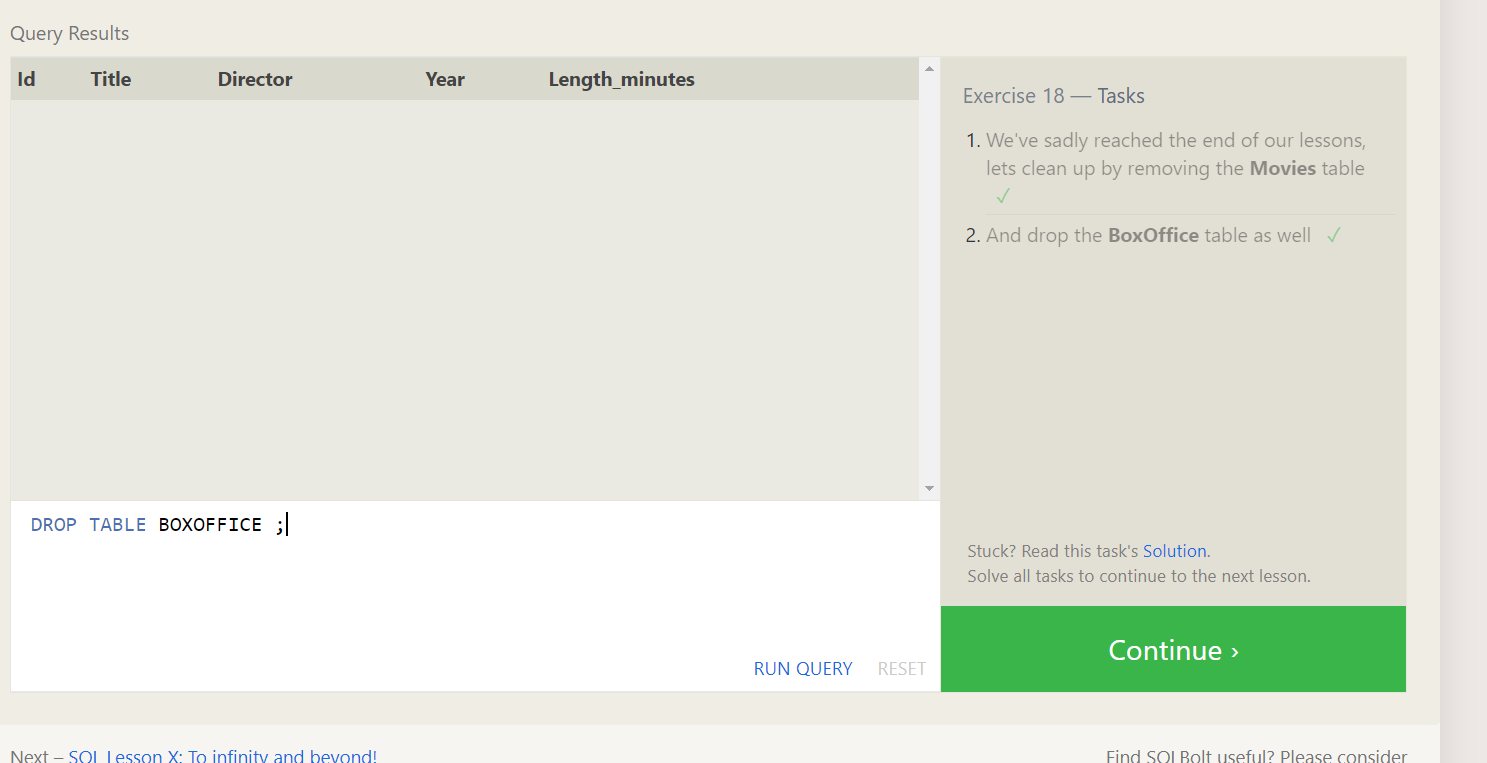 Query Results
Id Title Director Year Length_minutes
DROP TABLE BOXOFFICE ;
RUN QUERY RESET
Exercise 18 — Tasks
1. We've sadly reached the end of our lessons,
lets clean up by removing the Movies table
✓
2. And drop the BoxOffice table as well ✓
Stuck? Read this task's Solution.
Solve all tasks to continue to the next lesson.
Continue ›
Next – SQL Lesson X: To infinity and beyond!
Find SQLBolt useful? Please consider